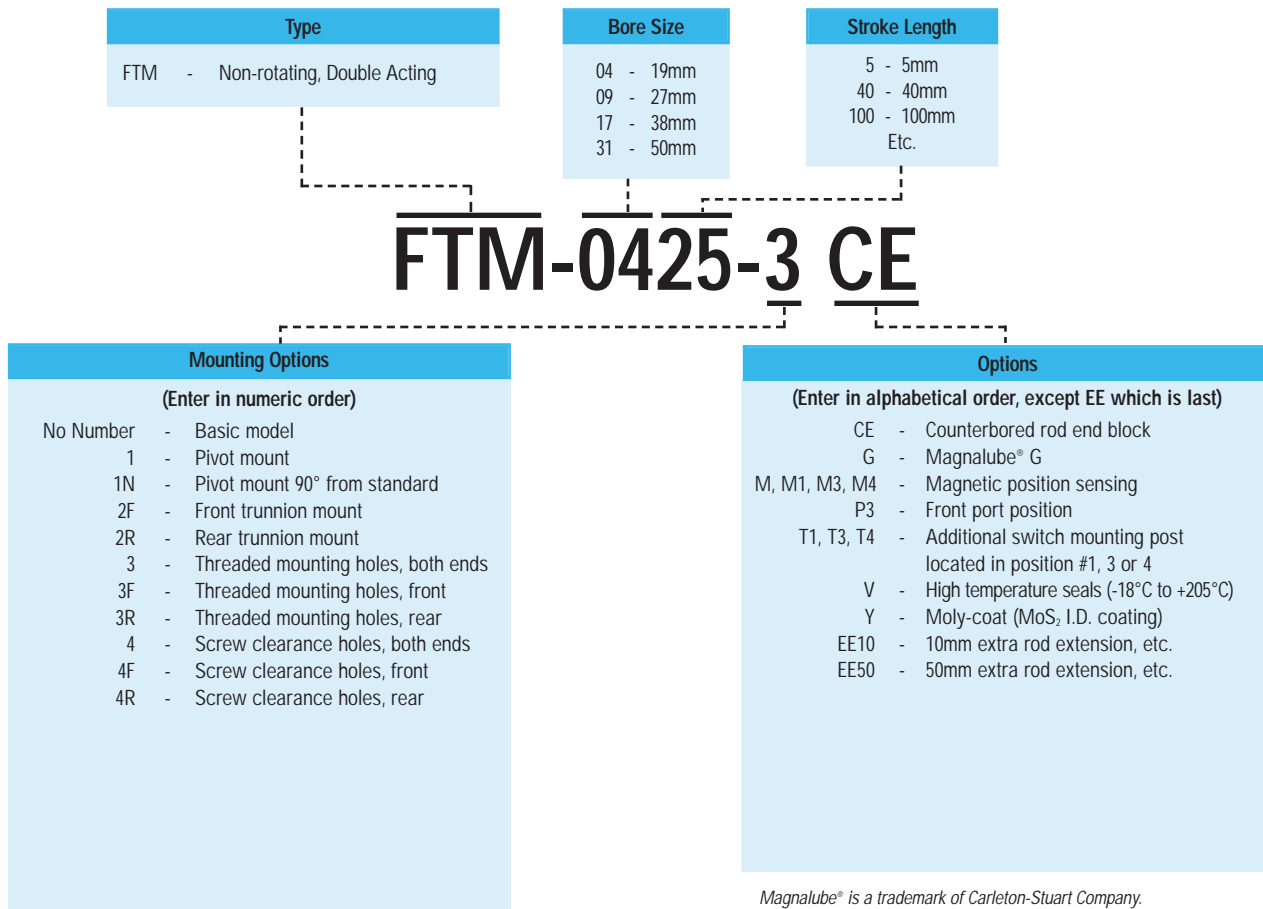 Type
FTM - Non-rotating, Double Acting
Bore Size
04 - 19mm
09 - 27mm
17 - 38mm
31 - 50mm
Stroke Length
5 - 5mm
40 - 40mm
100 - 100mm
Etc.
FTM-0425-3 CE
Mounting Options
(Enter in numeric order)
No Number - Basic model
1 - Pivot mount
1N - Pivot mount 90° from standard
2F - Front trunnion mount
2R - Rear trunnion mount
3 - Threaded mounting holes, both ends
3F - Threaded mounting holes, front
3R - Threaded mounting holes, rear
4 - Screw clearance holes, both ends
4F - Screw clearance holes, front
4R - Screw clearance holes, rear
Options
(Enter in alphabetical order, except EE which is last)
CE - Counterbored rod end block
G - Magnalube® G
M, M1, M3, M4 - Magnetic position sensing
P3 - Front port position
T1, T3, T4 - Additional switch mounting post
located in position #1, 3 or 4
V - High temperature seals (-18°C to +205°C)
Y - Moly-coat (MoS₂ I.D. coating)
EE10 - 10mm extra rod extension, etc.
EE50 - 50mm extra rod extension, etc.
Magnalube® is a trademark of Carleton-Stuart Company.